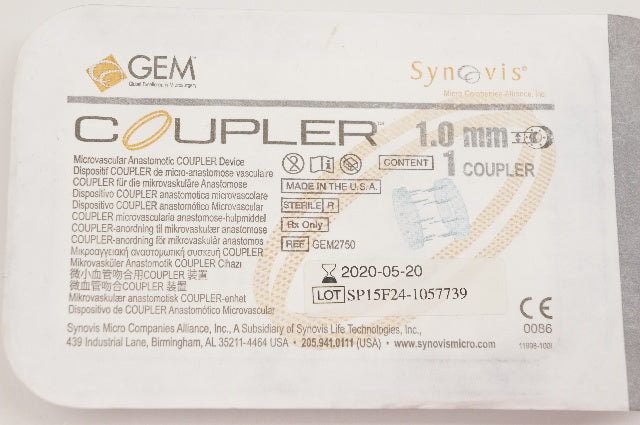 GEM™
Global Excellence in Microsurgery
Synovis®
Micro Companies Alliance, Inc.
COUPLER™
1.0 mm
CONTENT 1 COUPLER
Microvascular Anastomotic COUPLER Device
Dispositif COUPLER de micro-anastomose vasculaire
COUPLER für die mikrovaskuläre Anastomose
Dispositivo COUPLER anastomotica microvascolare
Dispositivo COUPLER anastomótico Microvascular
COUPLER microvasculaire anastomose-hulpmiddel
COUPLER-anordning til mikrovaskulær anastomose
COUPLER-anordning för mikrovaskulär anastomos
Μικροαγγειακή αναστομωτική συσκευή COUPLER
Mikrovasküler Anastomotik COUPLER Cihazı
微小血管吻合用COUPLER 装置
微血管吻合COUPLER 装置
Mikrovaskulær anastomotisk COUPLER-enhet
Dispositivo de COUPLER Anastomótico Microvascular
MADE IN THE U.S.A.
STERILE R
Rx Only
REF GEM2750
2020-05-20
LOT SP15F24-1057739
CE
0086
Synovis Micro Companies Alliance, Inc., A Subsidiary of Synovis Life Technologies, Inc.,
439 Industrial Lane, Birmingham, AL 35211-4464 USA • 205.941.0111 (USA) • www.synovismicro.com